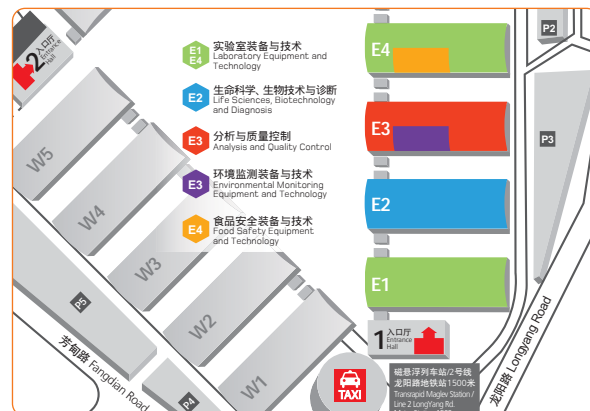 2
入口厅
Entrance
Hall
E1
E4
实验室装备与技术
Laboratory Equipment and
Technology
E2
生命科学、生物技术与诊断
Life Sciences, Biotechnology
and Diagnosis
E3
分析与质量控制
Analysis and Quality Control
E3
环境监测装备与技术
Environmental Monitoring
Equipment and Technology
E4
食品安全装备与技术
Food Safety Equipment
and Technology
W5
W4
W3
W2
W1
E4
E3
E2
E1
P2
P3
P5
P4
芳甸路 Fangdian Road
龙阳路 Longyang Road
1
入口厅
Entrance
Hall
TAXI
磁悬浮列车站/2号线
龙阳路地铁站1500米
Transrapid Maglev Station /
Line 2 LongYang Rd.